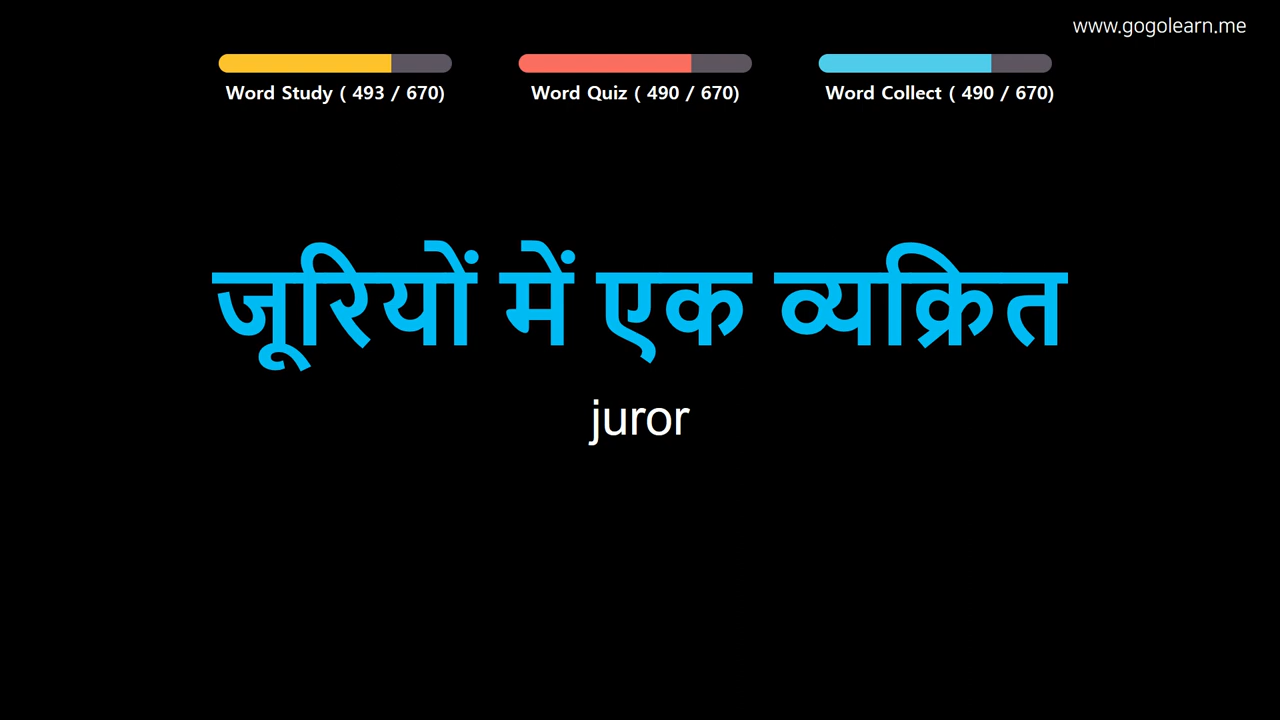 www.gogolearn.me
Word Study ( 493 / 670)
Word Quiz ( 490 / 670)
Word Collect ( 490 / 670)
जूरियों में एक व्यक्रित
juror